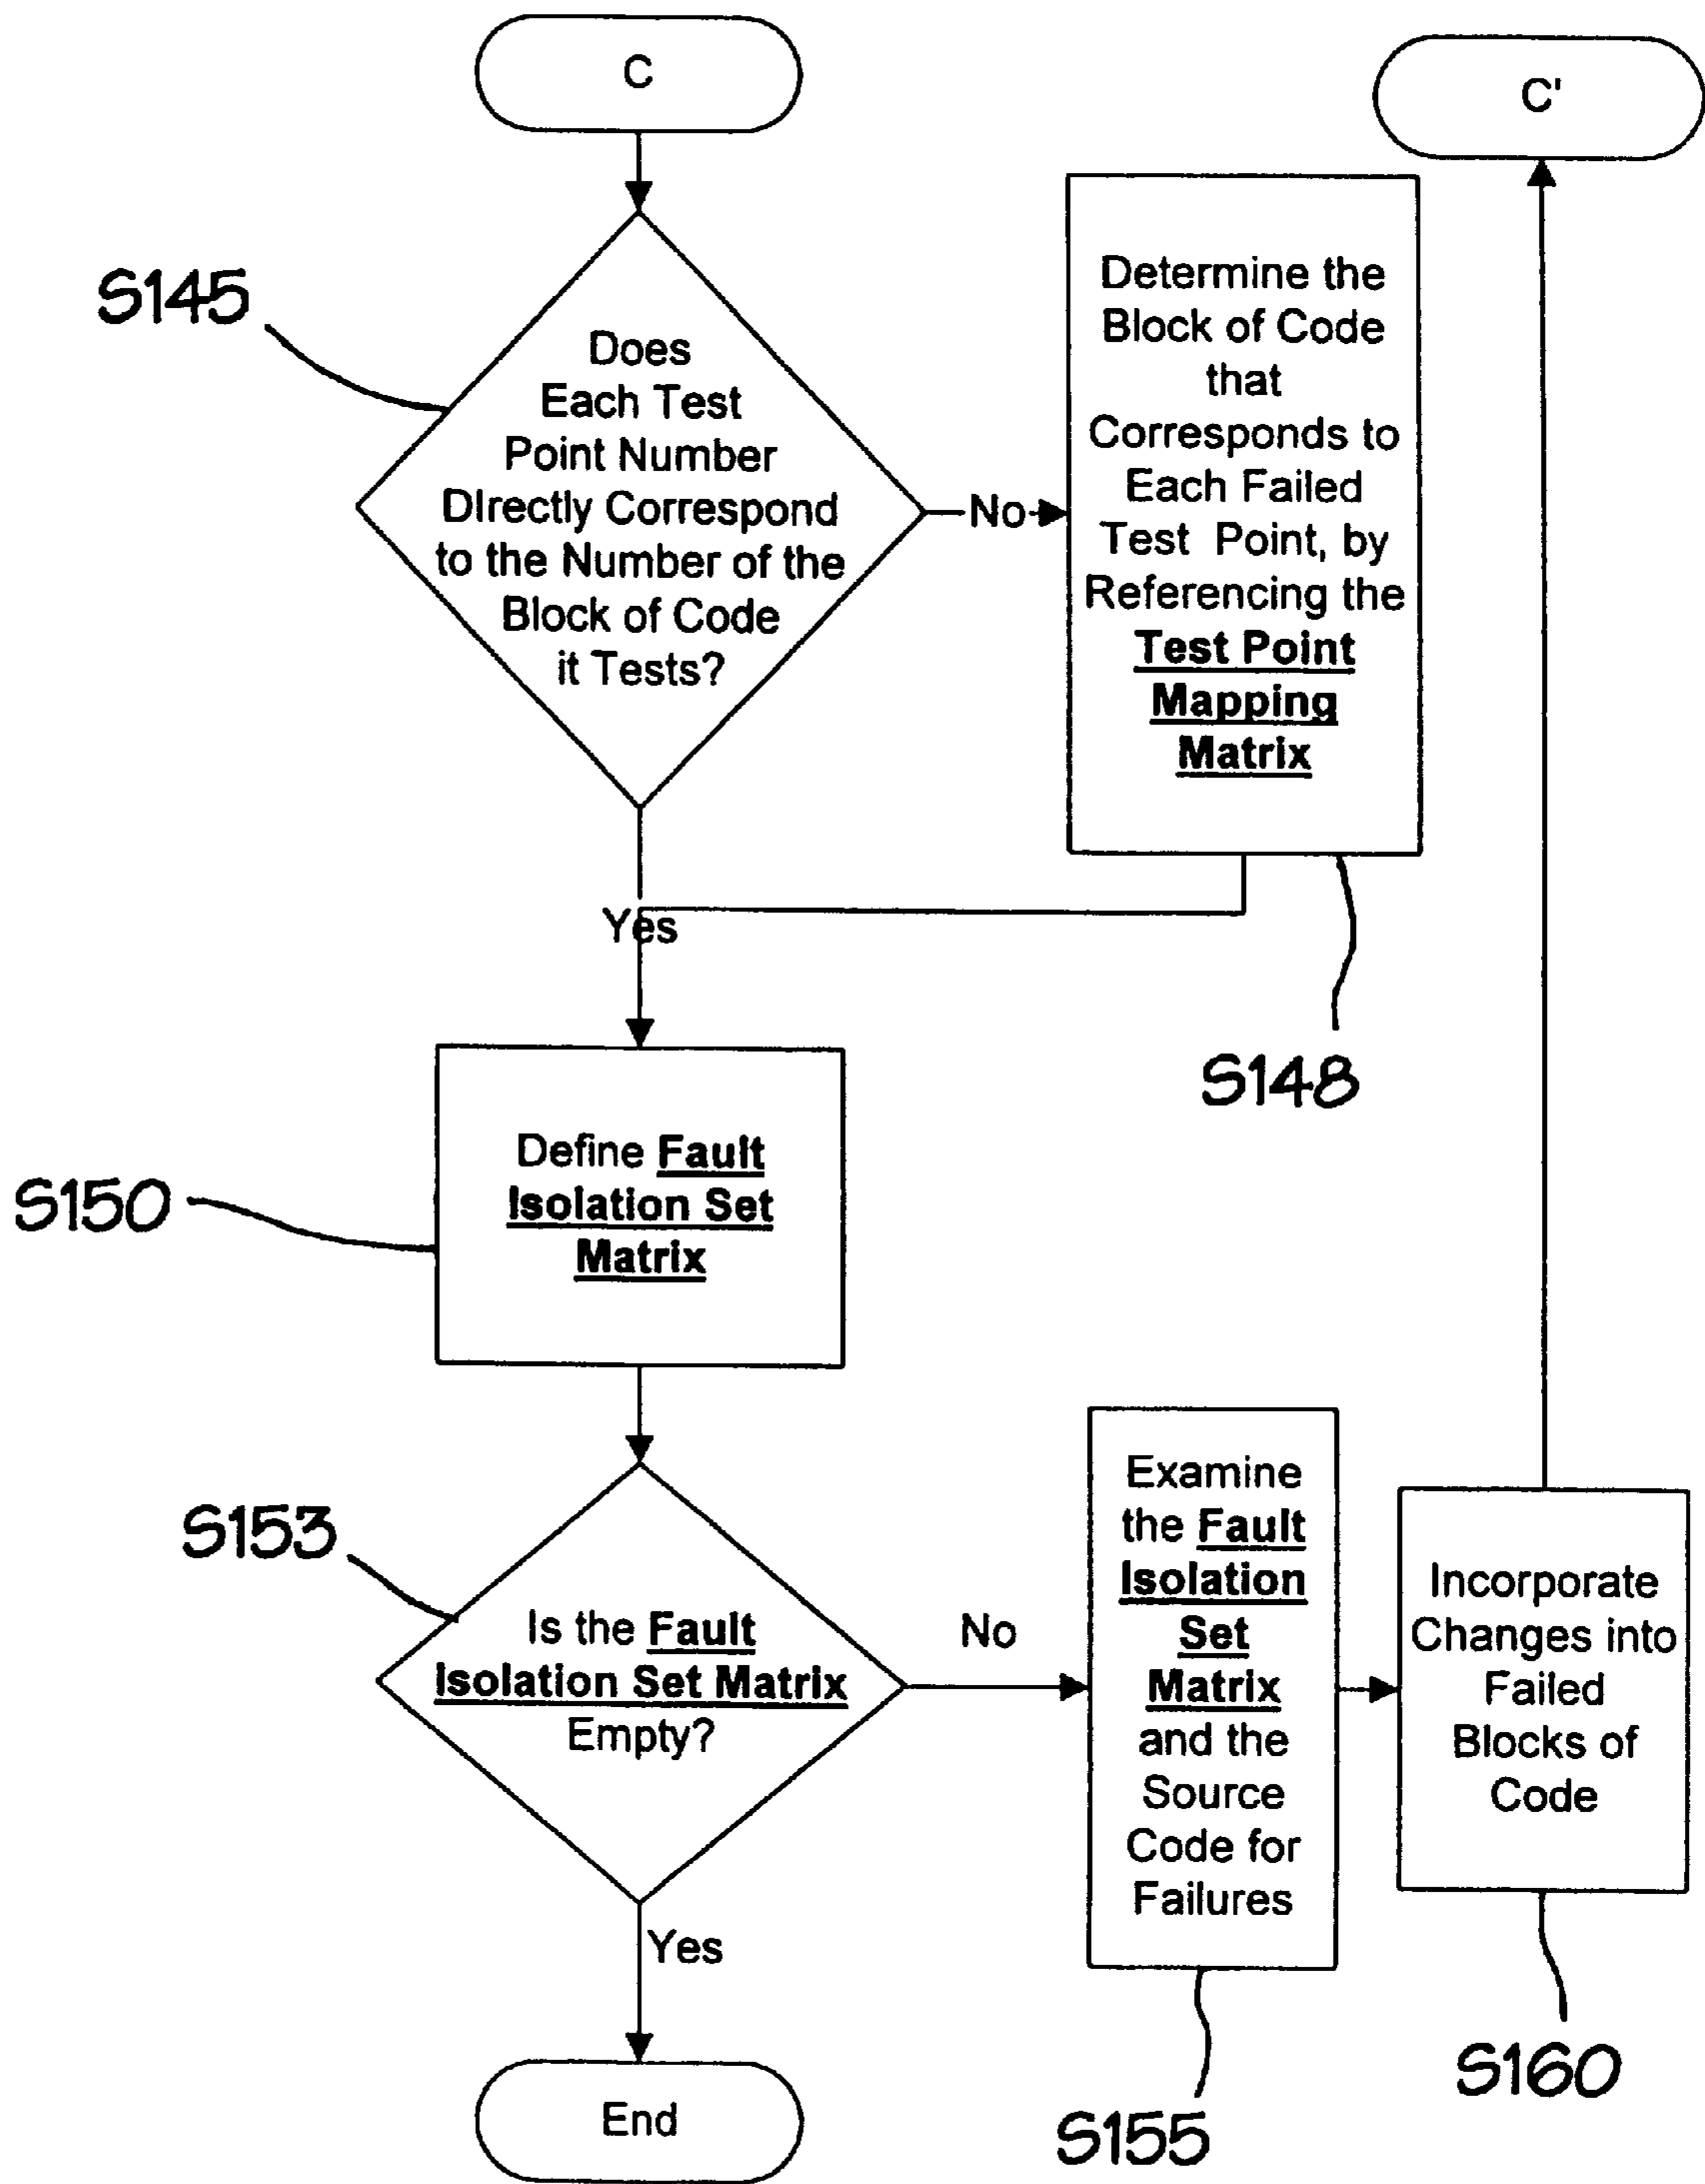 C
C'
S145
Does
Each Test
Point Number
DIrectly Correspond
to the Number of the
Block of Code
it Tests?
No
Determine the
Block of Code
that
Corresponds to
Each Failed
Test Point, by
Referencing the
Test Point
Mapping
Matrix
Yes
S148
S150
Define Fault
Isolation Set
Matrix
S153
Is the Fault
Isolation Set Matrix
Empty?
No
Examine
the Fault
Isolation
Set
Matrix
and the
Source
Code for
Failures
Incorporate
Changes into
Failed
Blocks of
Code
Yes
End
S155
S160